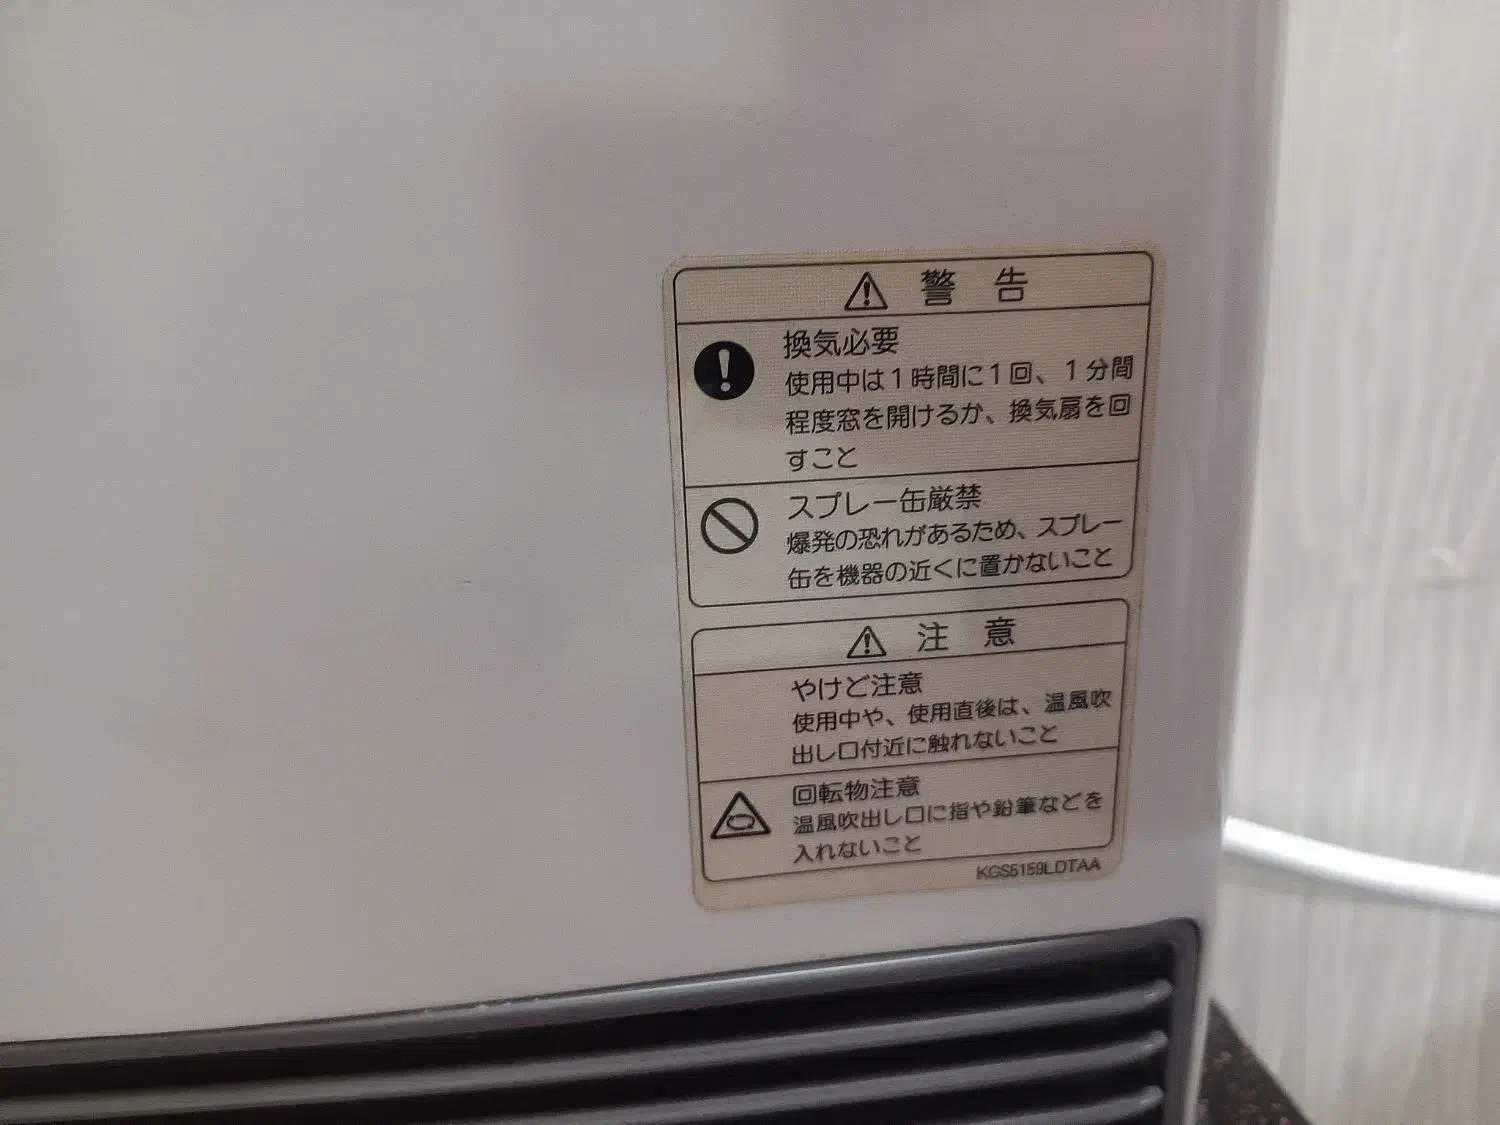 警告
換気必要
使用中は1時間に1回、1分間
程度窓を開けるか、換気扇を回
すこと
スプレー缶厳禁
爆発の恐れがあるため、スプレー
缶を機器の近くに置かないこと
注意
やけど注意
使用中や、使用直後は、温風吹
出し口付近に触れないこと
回転物注意
温風吹出し口に指や鉛筆などを
入れないこと
KGS5159LDTAA